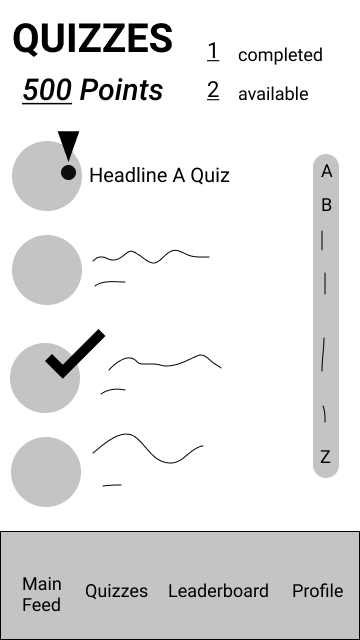 QUIZZES
1 completed
500 Points
2 available
Headline A Quiz
A
B
Z
Main Feed
Quizzes
Leaderboard
Profile